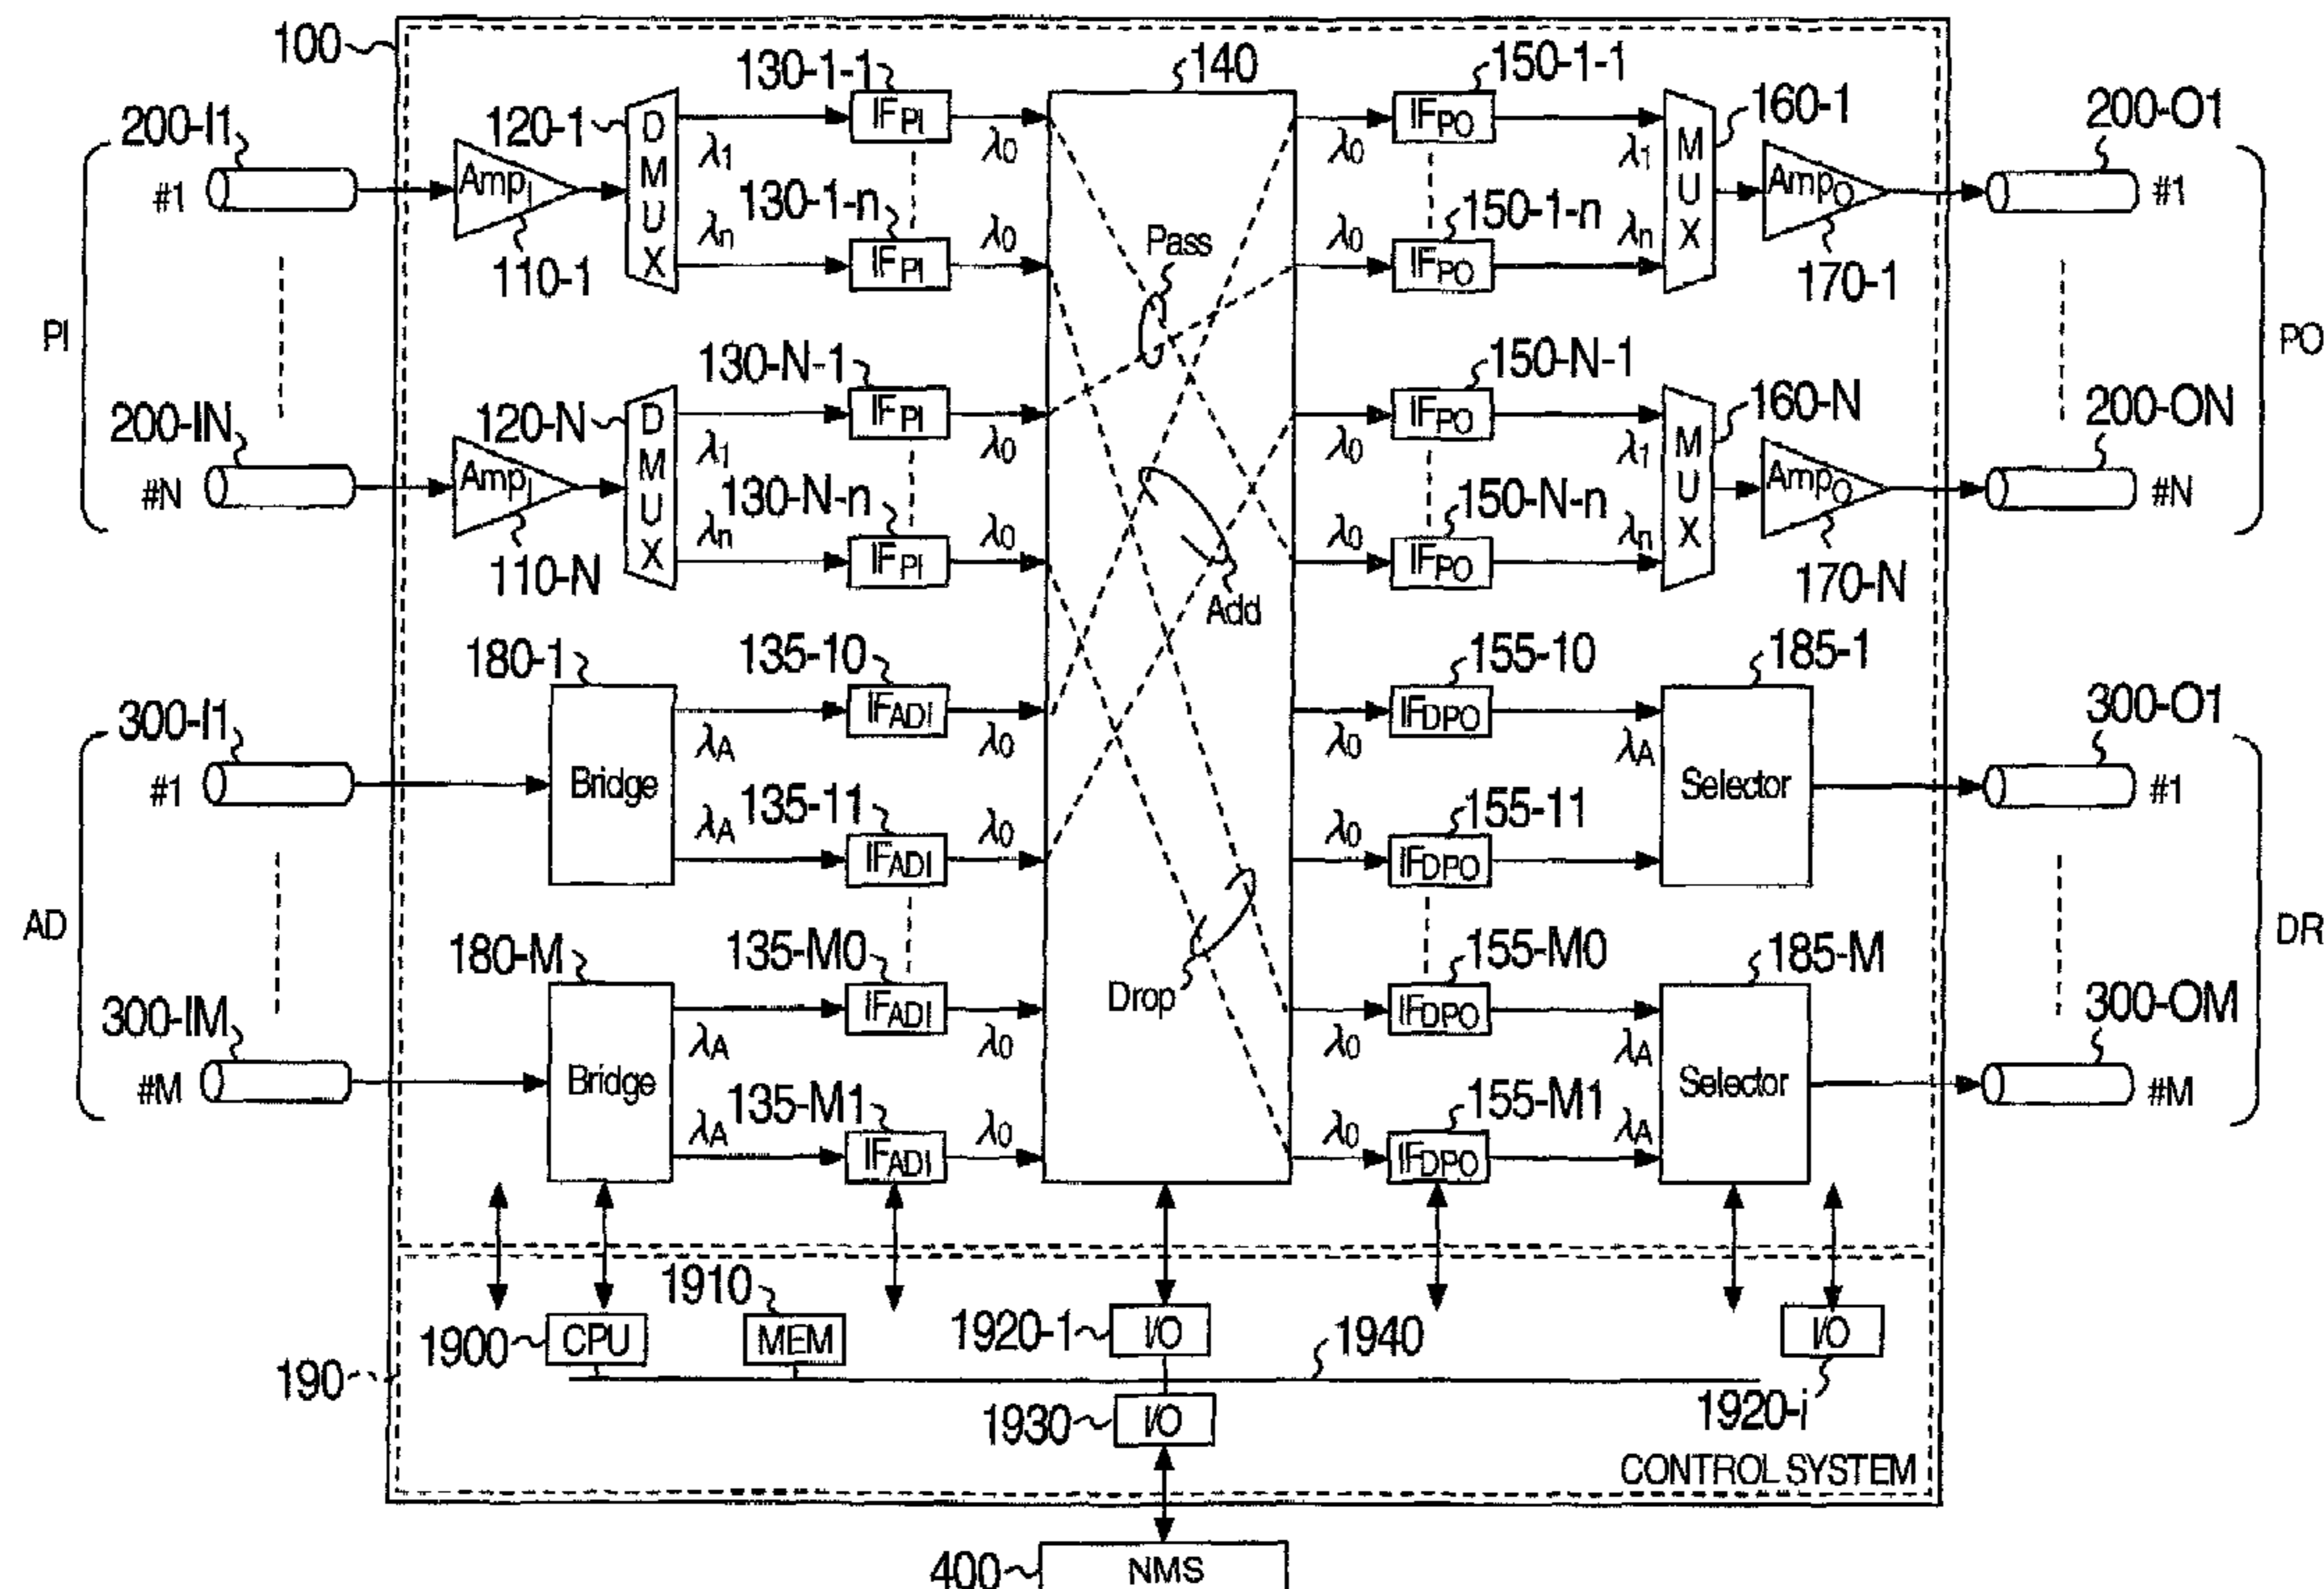 100
130-1-1
140
150-1-1
200-I1
120-1
D
M
U
X
λ1
IFPI
λ0
λ0
IFPO
λ1
M
U
X
160-1
200-O1
#1
AmpI
130-1-n
Pass
150-1-n
AmpO
#1
110-1
λn
IFPI
λ0
λ0
IFPO
λn
170-1
PI
PO
200-IN
130-N-1
150-N-1
160-N
200-ON
120-N
D
M
U
X
λ1
IFPI
λ0
λ0
IFPO
λ1
M
U
X
#N
AmpI
130-N-n
150-N-n
AmpO
#N
110-N
λn
IFPI
λ0
λ0
IFPO
λn
170-N
Add
180-1
135-10
155-10
185-1
300-I1
λA
IFADI
λ0
λ0
IFDPO
λA
300-O1
#1
Bridge
135-11
155-11
Selector
#1
λA
IFADI
λ0
λ0
IFDPO
AD
DR
180-M
135-M0
Drop
155-M0
185-M
300-IM
λA
IFADI
λ0
λ0
IFDPO
λA
300-OM
#M
Bridge
135-M1
155-M1
Selector
#M
λA
IFADI
λ0
λ0
IFDPO
λA
1910
1900
CPU
MEM
1920-1
I/O
1940
I/O
190
1930
I/O
1920-i
CONTROL SYSTEM
400
NMS